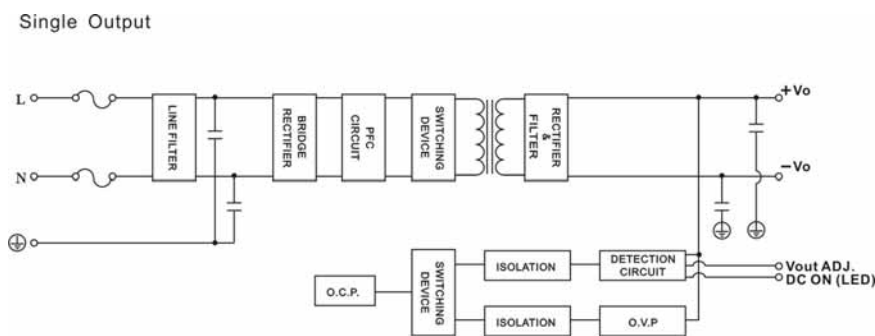 Single Output
L
N
LINE FILTER
BRIDGE
RECTIFIER
PFC
CIRCUIT
SWITCHING
DEVICE
RECTIFIER
&
FILTER
+Vo
−Vo
O.C.P.
SWITCHING
DEVICE
ISOLATION
DETECTION
CIRCUIT
Vout ADJ.
DC ON (LED)
ISOLATION
O.V.P